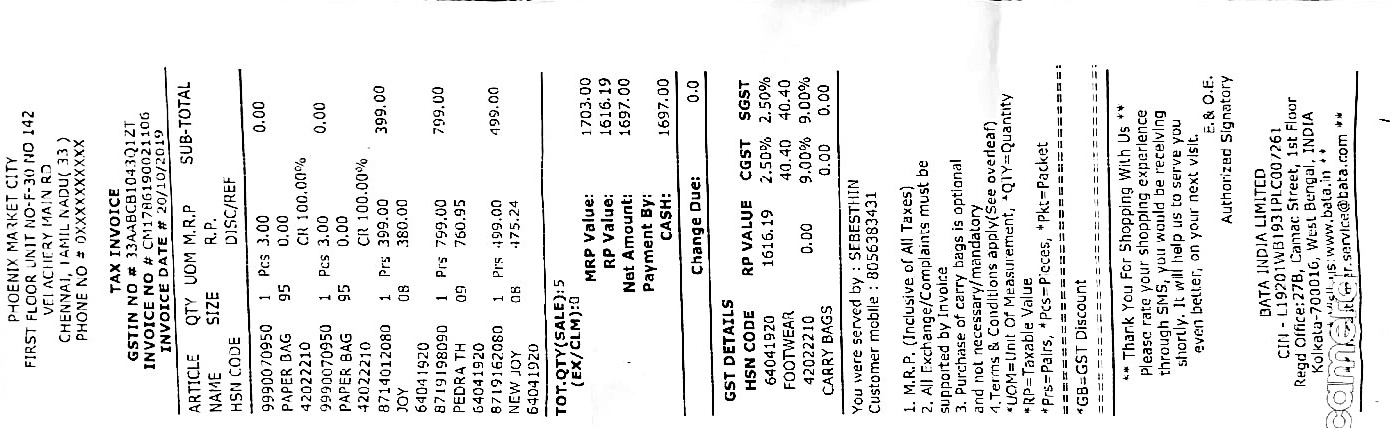 PHOENIX MARKET CITY
FIRST FLOOR UNIT NO-F-30 NO 142
VELACHERY MAIN RD
CHENNAI, TAMIL NADU( 33 )
PHONE NO # 0XXXXXXXXXX
TAX INVOICE
GSTIN NO # 33AABCB1043Q1ZT
INVOICE NO # CM1786190021106
INVOICE DATE # 20/10/2019
ARTICLE QTY UOM M.R.P SUB-TOTAL
NAME SIZE R.P.
HSN CODE DISC/REF
9990070950 1 Pcs 3.00 0.00
PAPER BAG 95 0.00
42022210 CR 100.00%
9990070950 1 Pcs 3.00 0.00
PAPER BAG 95 0.00
42022210 CR 100.00%
8714012080 1 Prs 399.00 399.00
JOY 08 380.00
64041920
8719198090 1 Prs 799.00 799.00
PEDRA TH 09 760.95
64041920
8719162080 1 Prs 499.00 499.00
NEW JOY 08 475.24
64041920
TOT.QTY(SALE):5
(EX/CLM):0
MRP Value: 1703.00
RP Value: 1616.19
Net Amount: 1697.00
Payment By:
CASH: 1697.00
Change Due: 0.0
GST DETAILS
HSN CODE RP VALUE CGST SGST
64041920 1616.19 2.50% 2.50%
FOOTWEAR 40.40 40.40
42022210 0.00 9.00% 9.00%
CARRY BAGS 0.00 0.00
You were served by : SEBESTHIN
Customer mobile : 8056383431
1. M.R.P. (Inclusive of All Taxes)
2. All Exchange/Complaints must be
supported by Invoice
3. Purchase of carry bags is optional
and not necessary/mandatory
4.Terms & Conditions apply(See overleaf)
*UOM=Unit Of Measurement, *QTY=Quantity
*RP=Taxable Value
*Prs=Pairs, *Pcs=Pieces, *Pkt=Packet
*GB=GST Discount
** Thank You For Shopping With Us **
Please rate your shopping experience
through SMS, you would be receiving
shortly. It will help us to serve you
even better, on your next visit.
E.& O.E.
Authorized Signatory
BATA INDIA LIMITED
CIN - L19201WB1931PLC007261
Regd Office:27B, Camac Street, 1st Floor
Kolkata-700016, West Bengal, INDIA
www.bata.in **
service@bata.com **